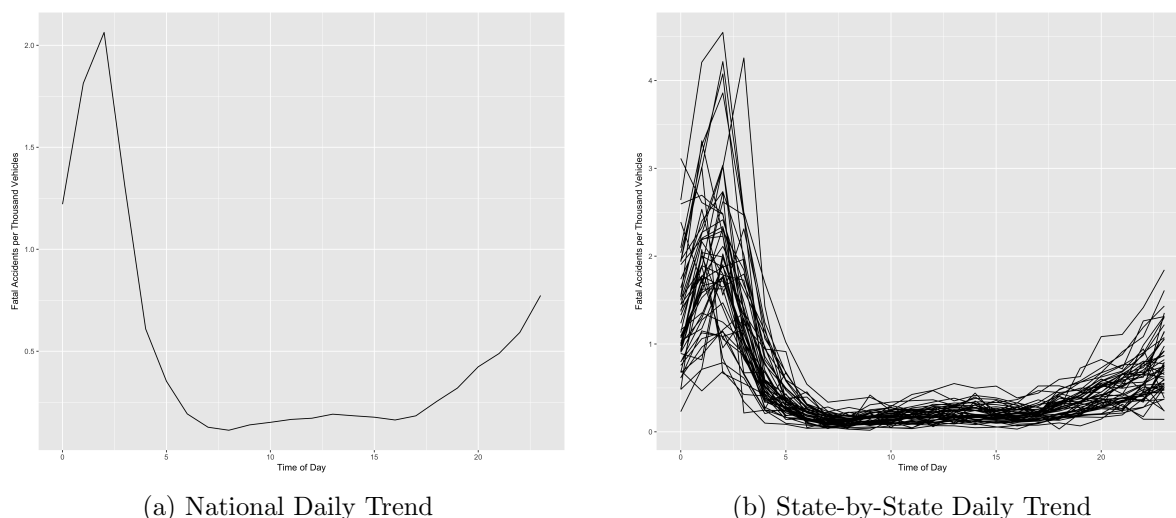 2.0
1.5
1.0
0.5
0 5 10 15 20
Fatal Accidents per Thousand Vehicles
Time of Day
(a) National Daily Trend
4
3
2
1
0
0 5 10 15 20
Fatal Accidents per Thousand Vehicles
Time of Day
(b) State-by-State Daily Trend